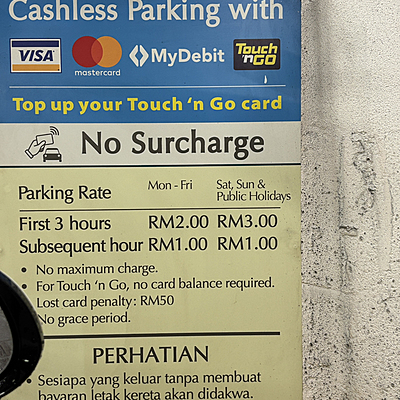 Cashless Parking with
VISA mastercard MyDebit Touch 'n GO
Top up your Touch 'n Go card
No Surcharge
Parking Rate Mon - Fri Sat, Sun &
Public Holidays
First 3 hours RM2.00 RM3.00
Subsequent hour RM1.00 RM1.00
• No maximum charge.
• For Touch 'n Go, no card balance required.
Lost card penalty: RM50
No grace period.
PERHATIAN
• Sesiapa yang keluar tanpa membuat
bayaran letak kereta akan didakwa.